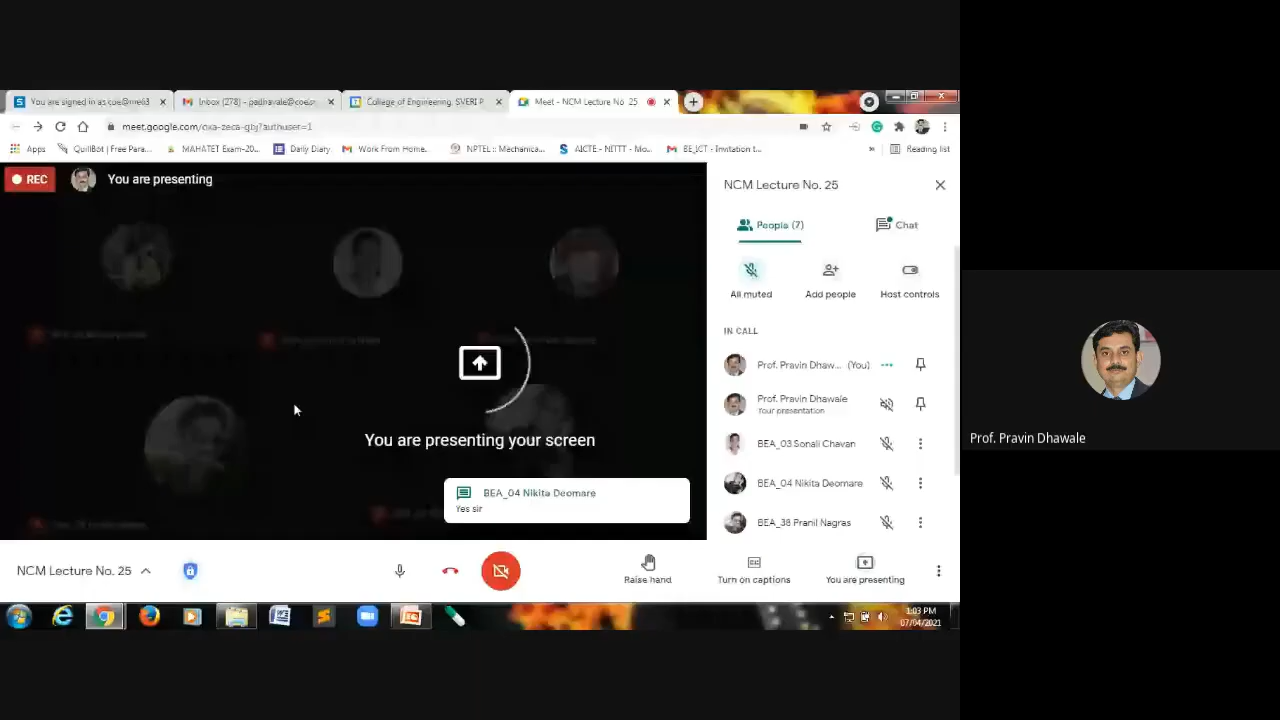 You are signed in as coe@meli3
Inbox (278) - padhavale@coe.sv
College of Engineering, SVERI P
Meet - NCM Lecture No. 25
meet.google.com/oxa-zeca-gbj?authuser=1
Apps
QuillBot | Free Para...
MAHATET Exam-20...
Daily Diary
Work From Home...
NPTEL :: Mechanica...
AICTE - NITTT - Mo...
BE_ICT - Invitation t...
»
Reading list
REC
You are presenting
You are presenting your screen
BEA_04 Nikita Deomare
Yes sir
NCM Lecture No. 25
People (7)
Chat
All muted
Add people
Host controls
IN CALL
Prof. Pravin Dhaw... (You)
Prof. Pravin Dhawale
Your presentation
BEA_03 Sonali Chavan
BEA_04 Nikita Deomare
BEA_38 Pranil Nagras
NCM Lecture No. 25
Raise hand
Turn on captions
You are presenting
1:03 PM
07/04/2021
Prof. Pravin Dhawale